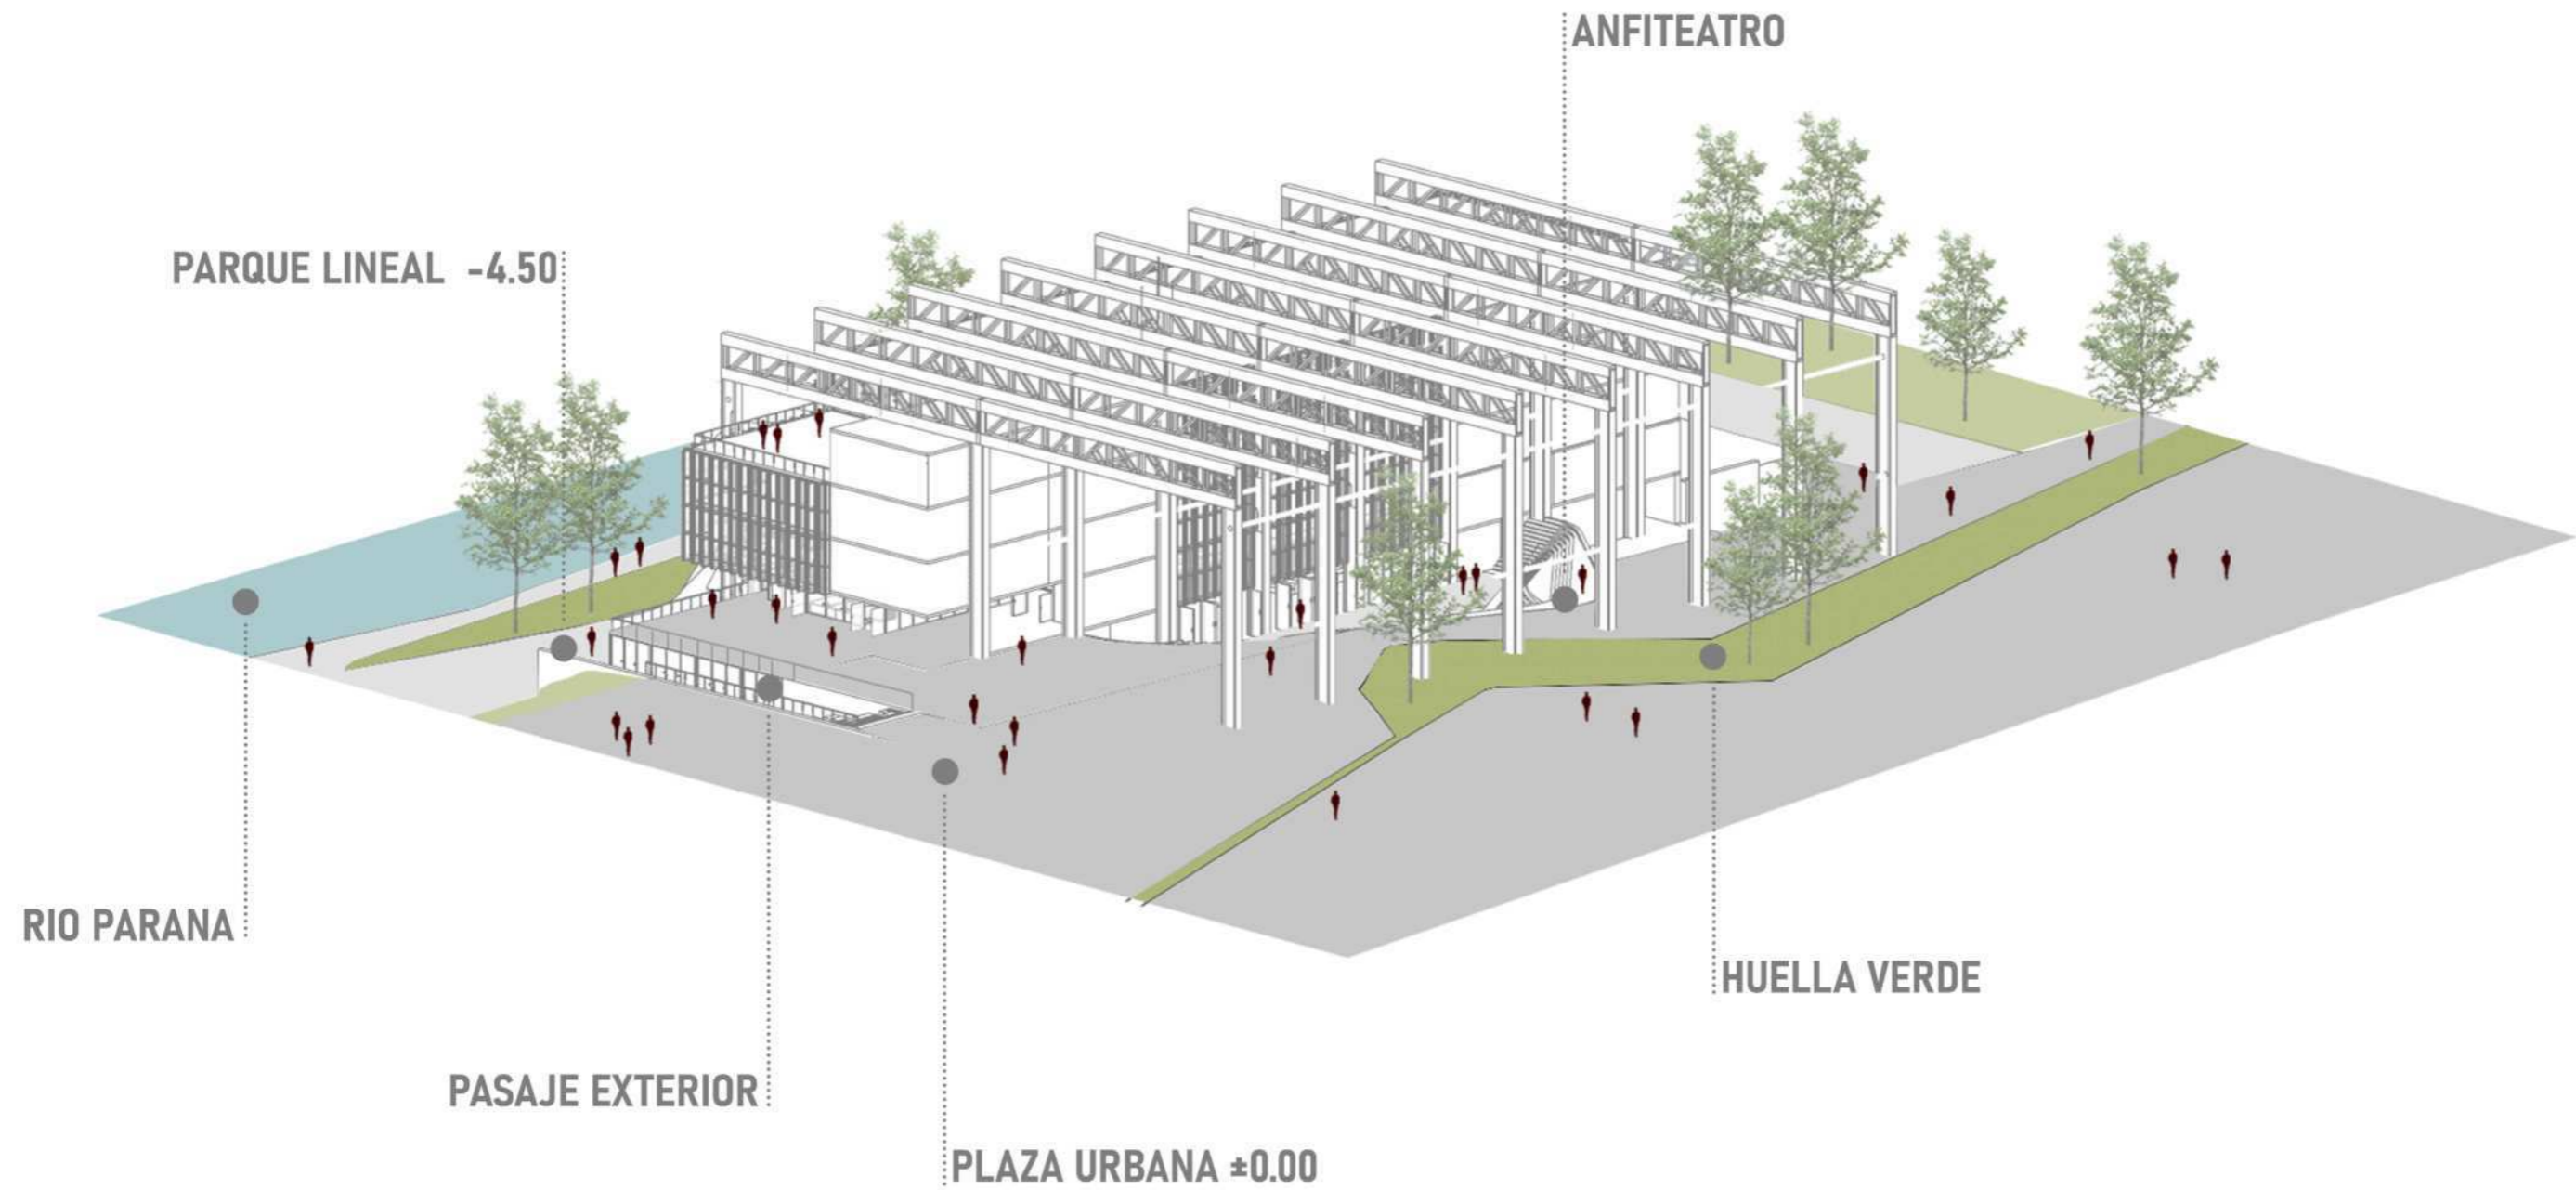 ANFITEATRO
PARQUE LINEAL -4.50
RIO PARANA
HUELLA VERDE
PASAJE EXTERIOR
PLAZA URBANA ±0.00